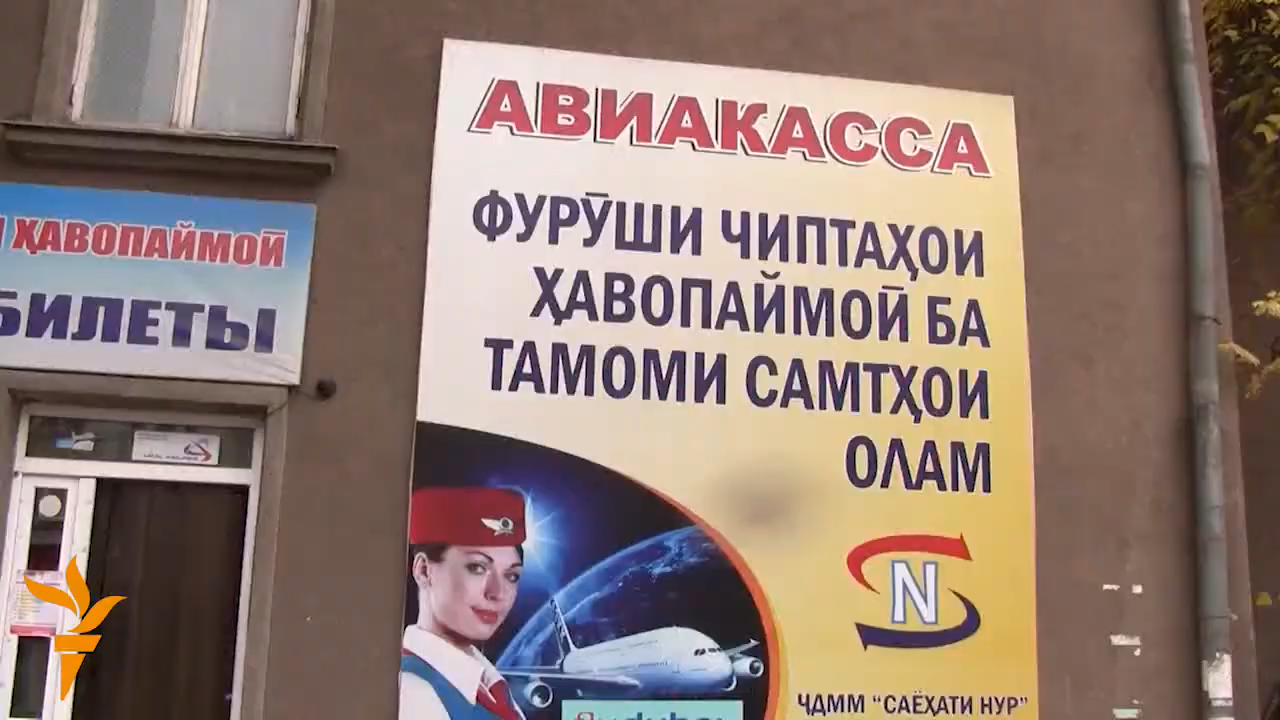 ҲАВОПАЙМОӢ
БИЛЕТЫ
АВИАКАССА
ФУРӮШИ ЧИПТАҲОИ
ҲАВОПАЙМОӢ БА
ТАМОМИ САМТҲОИ
ОЛАМ
N
ҶДММ "САЁҲАТИ НУР"